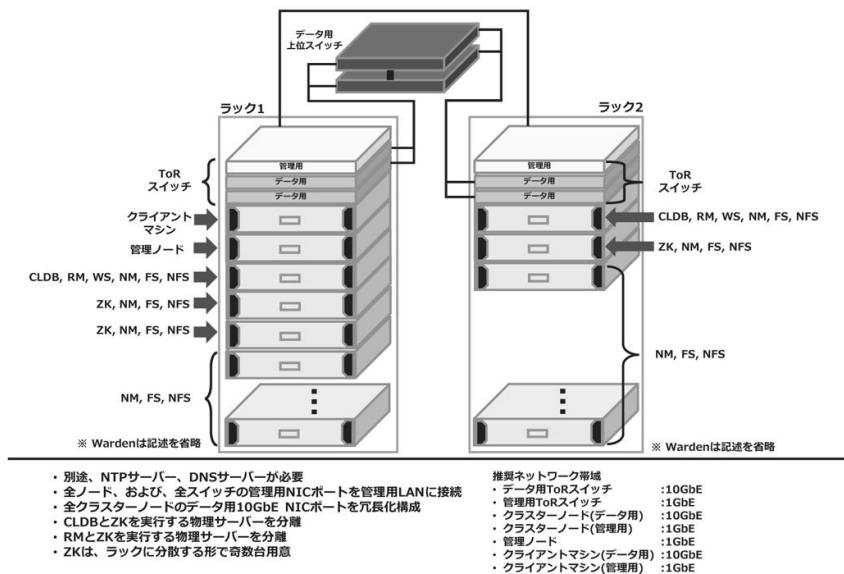 データ用
上位スイッチ
ラック1
ラック2
ToR
スイッチ
管理用
データ用
データ用
クライアント
マシン
管理ノード
CLDB, RM, WS, NM, FS, NFS
ZK, NM, FS, NFS
ZK, NM, FS, NFS
NM, FS, NFS
※ Wardenは記述を省略
管理用
データ用
データ用
ToR
スイッチ
CLDB, RM, WS, NM, FS, NFS
ZK, NM, FS, NFS
NM, FS, NFS
※ Wardenは記述を省略
・ 別途、NTPサーバー、DNSサーバーが必要
・ 全ノード、および、全スイッチの管理用NICポートを管理用LANに接続
・ 全クラスターノードのデータ用10GbE NICポートを冗長化構成
・ CLDBとZKを実行する物理サーバーを分離
・ RMとZKを実行する物理サーバーを分離
・ ZKは、ラックに分散する形で奇数台用意
推奨ネットワーク帯域
・ データ用ToRスイッチ :10GbE
・ 管理用ToRスイッチ :1GbE
・ クラスターノード(データ用) :10GbE
・ クラスターノード(管理用) :1GbE
・ 管理ノード :1GbE
・ クライアントマシン(データ用) :10GbE
・ クライアントマシン(管理用) :1GbE